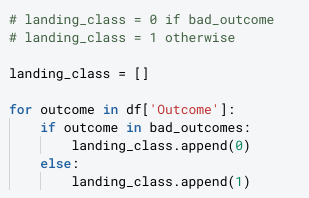 # landing_class = 0 if bad_outcome
# landing_class = 1 otherwise
landing_class = []
for outcome in df['Outcome']:
    if outcome in bad_outcomes:
        landing_class.append(0)
    else:
        landing_class.append(1)